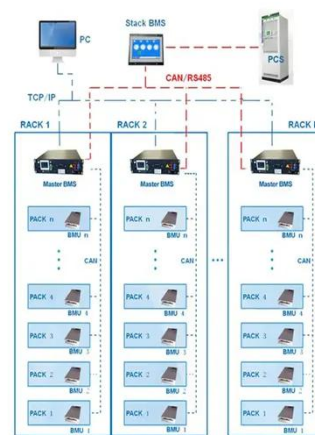 PC
Stack BMS
PCS
CAN/RS485
TCP/IP
RACK 1
RACK 2
RACK
Master BMS
Master BMS
Master BMS
PACK n
BMU n
PACK n
BMU n
PACK n
BMU n
CAN
CAN
CAN
PACK 4
BMU 4
PACK 4
BMU 4
PACK 4
BMU 4
PACK 3
BMU 3
PACK 3
BMU 3
PACK 3
BMU 3
PACK 2
BMU 2
PACK 2
BMU 2
PACK 2
BMU 2
PACK 1
BMU 1
PACK 1
BMU 1
PACK 1
BMU 1